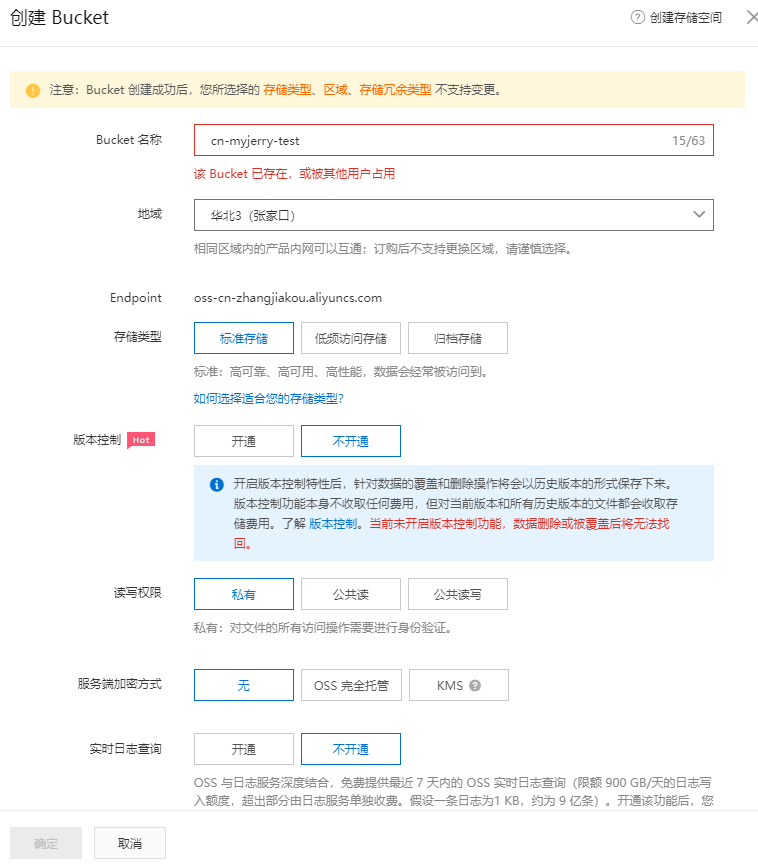 创建 Bucket
创建存储空间
注意：Bucket 创建成功后，您所选择的 存储类型、区域、存储冗余类型 不支持变更。
Bucket 名称
cn-myjerry-test
15/63
该 Bucket 已存在，或被其他用户占用
地域
华北3（张家口）
相同区域内的产品内网可以互通；订购后不支持更换区域，请谨慎选择。
Endpoint
oss-cn-zhangjiakou.aliyuncs.com
存储类型
标准存储
低频访问存储
归档存储
标准：高可靠、高可用、高性能，数据会经常被访问到。
如何选择适合您的存储类型？
版本控制
Hot
开通
不开通
开启版本控制特性后，针对数据的覆盖和删除操作将会以历史版本的形式保存下来。
版本控制功能本身不收取任何费用，但对当前版本和所有历史版本的文件都会收取存
储费用。了解 版本控制。当前未开启版本控制功能，数据删除或被覆盖后将无法找
回。
读写权限
私有
公共读
公共读写
私有：对文件的所有访问操作需要进行身份验证。
服务端加密方式
无
OSS 完全托管
KMS
实时日志查询
开通
不开通
OSS 与日志服务深度结合，免费提供最近 7 天内的 OSS 实时日志查询（限额 900 GB/天的日志写
入额度，超出部分由日志服务单独收费。假设一条日志为1 KB，约为 9 亿条）。开通该功能后，您
确定
取消